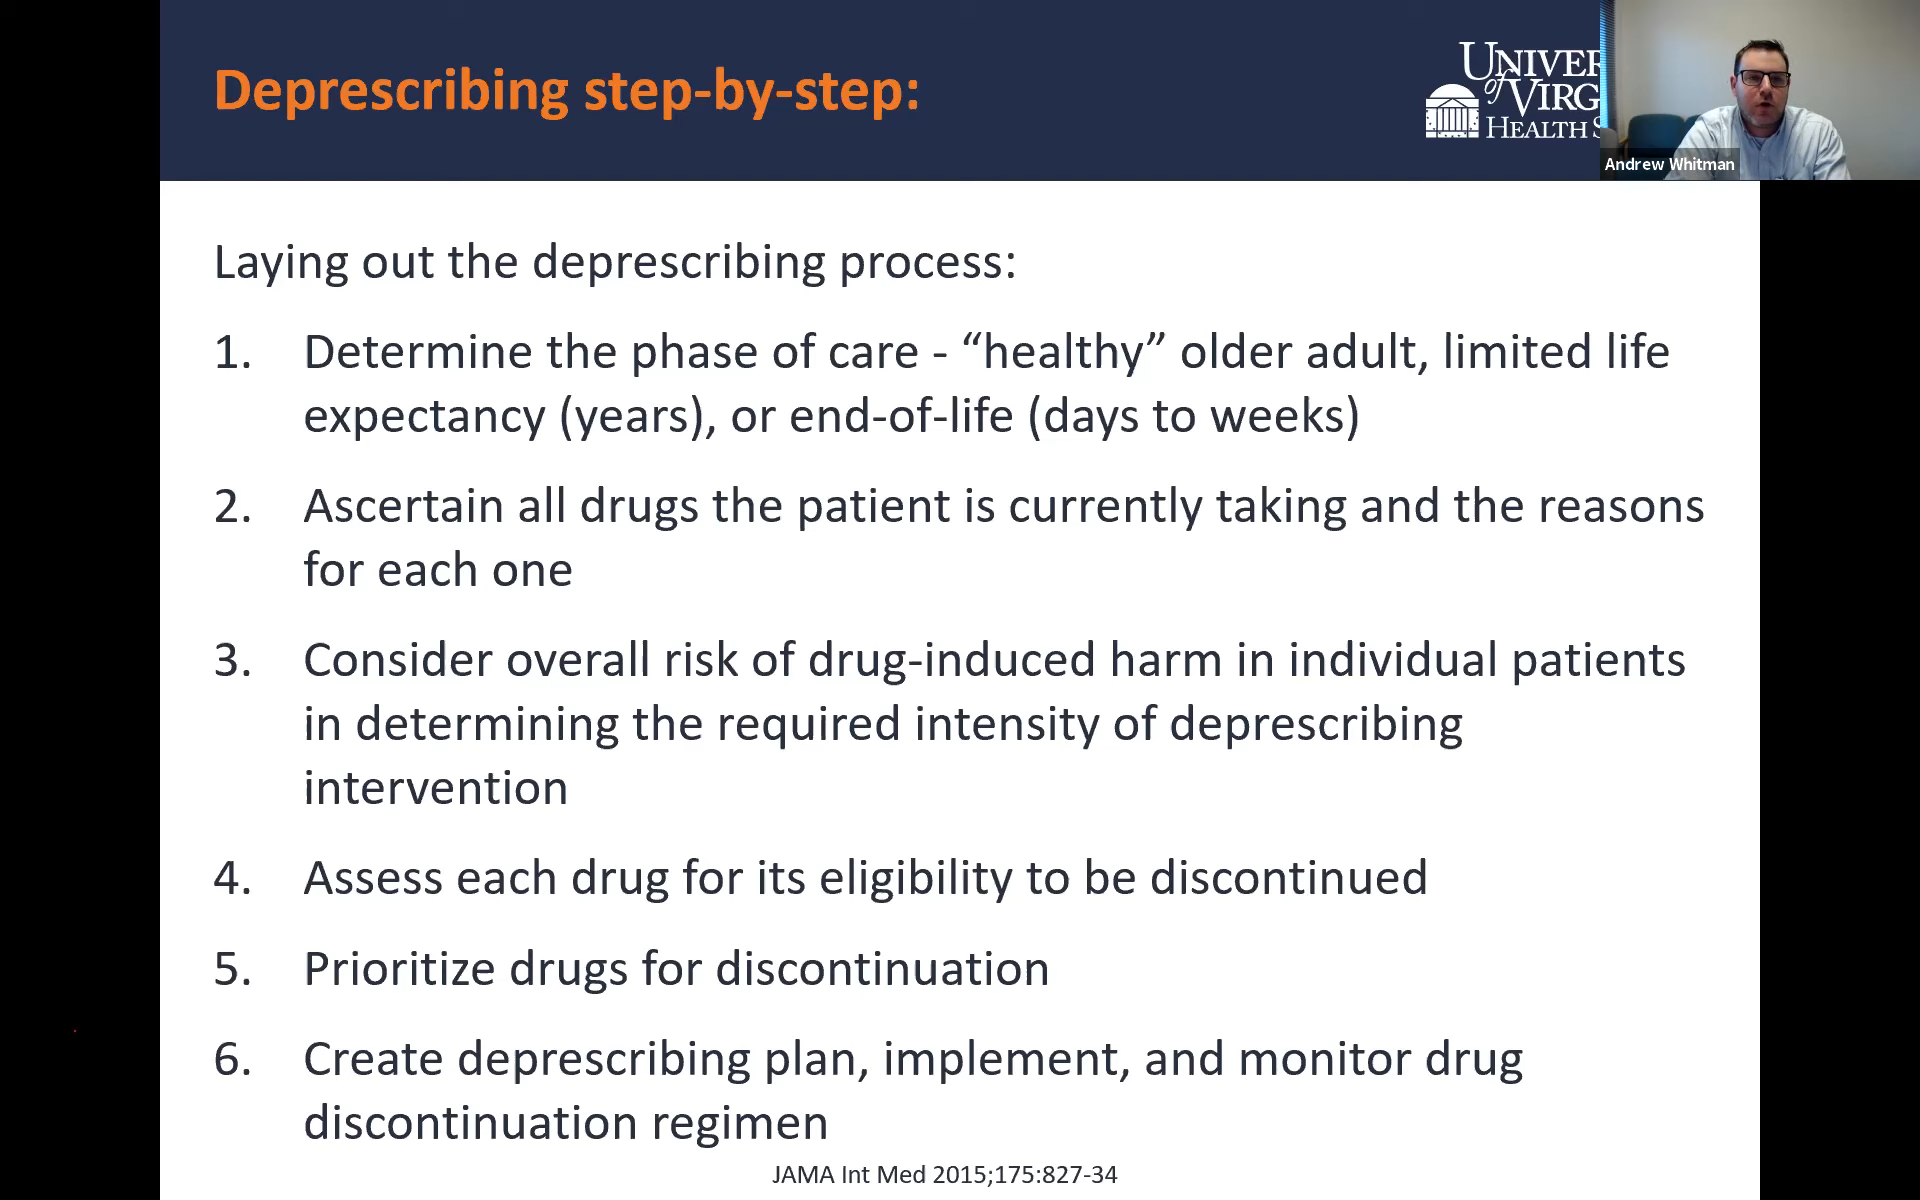 Deprescribing step-by-step:
UNIVER
of VIRG
HEALTH S
Andrew Whitman
Laying out the deprescribing process:
1. Determine the phase of care - “healthy” older adult, limited life
expectancy (years), or end-of-life (days to weeks)
2. Ascertain all drugs the patient is currently taking and the reasons
for each one
3. Consider overall risk of drug-induced harm in individual patients
in determining the required intensity of deprescribing
intervention
4. Assess each drug for its eligibility to be discontinued
5. Prioritize drugs for discontinuation
6. Create deprescribing plan, implement, and monitor drug
discontinuation regimen
JAMA Int Med 2015;175:827-34